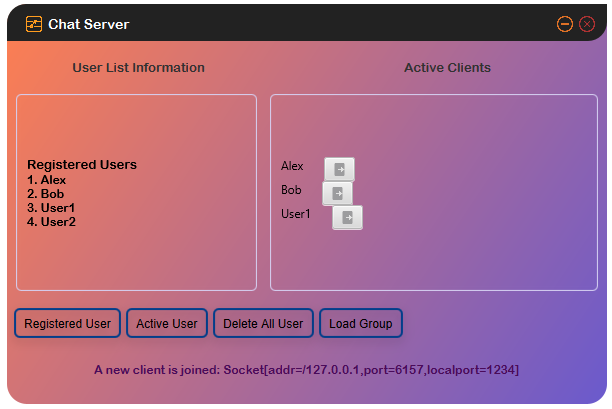 Chat Server
User List Information
Active Clients
Registered Users
1. Alex
2. Bob
3. User1
4. User2
Alex
Bob
User1
Registered User
Active User
Delete All User
Load Group
A new client is joined: Socket[addr=/127.0.0.1,port=6157,localport=1234]